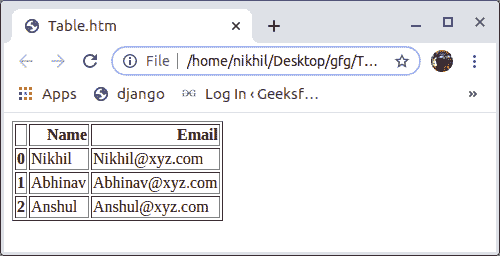 Table.htm
File | /home/nikhil/Desktop/gfg/T...
Apps django Log In ‹ Geeksf...
Name Email
0 Nikhil Nikhil@xyz.com
1 Abhinav Abhinav@xyz.com
2 Anshul Anshul@xyz.com